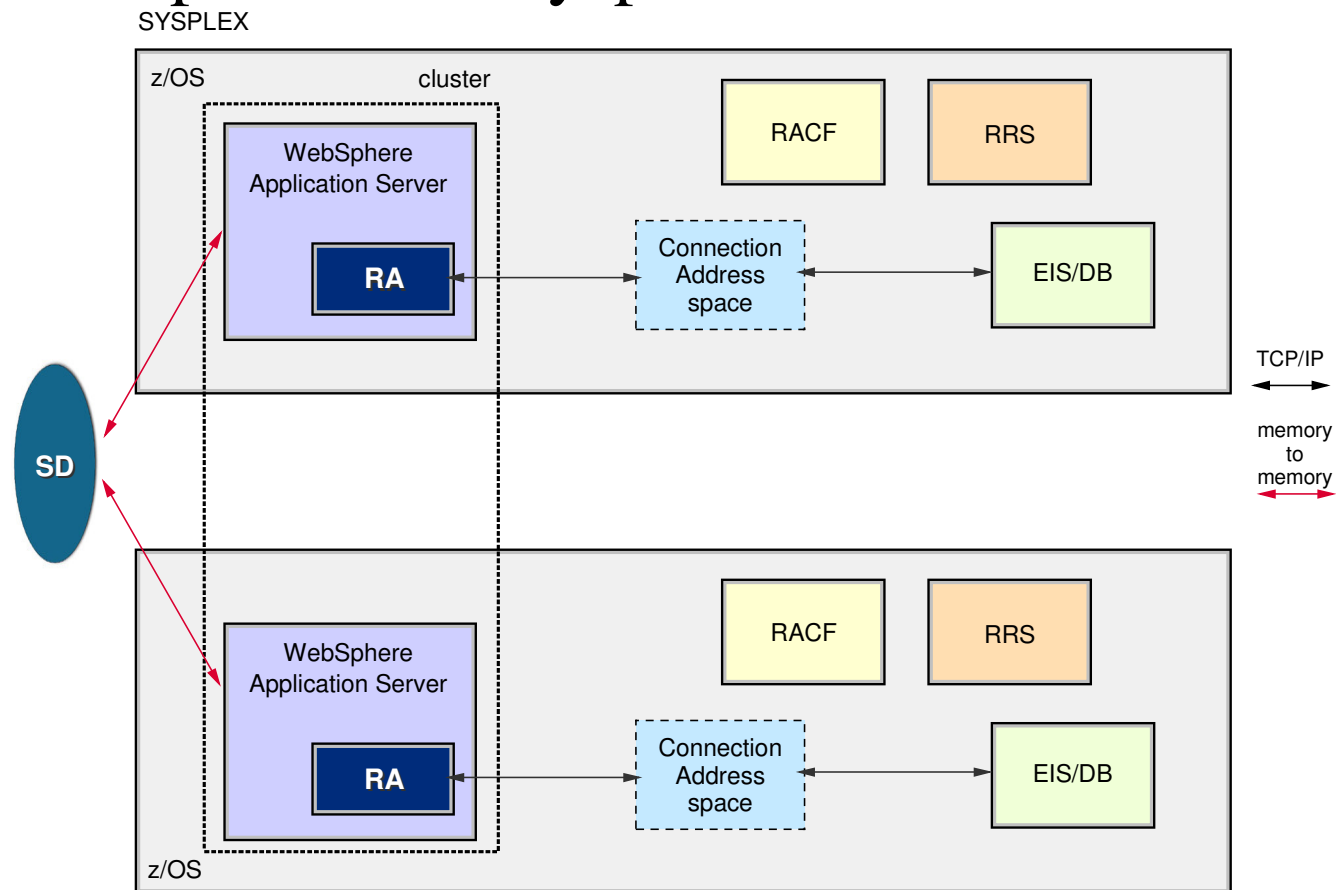 SYSPLEX
z/OS
cluster
WebSphere
Application Server
RA
RACF
RRS
Connection
Address
space
EIS/DB
TCP/IP
memory
to
memory
SD
WebSphere
Application Server
RA
RACF
RRS
Connection
Address
space
EIS/DB
z/OS